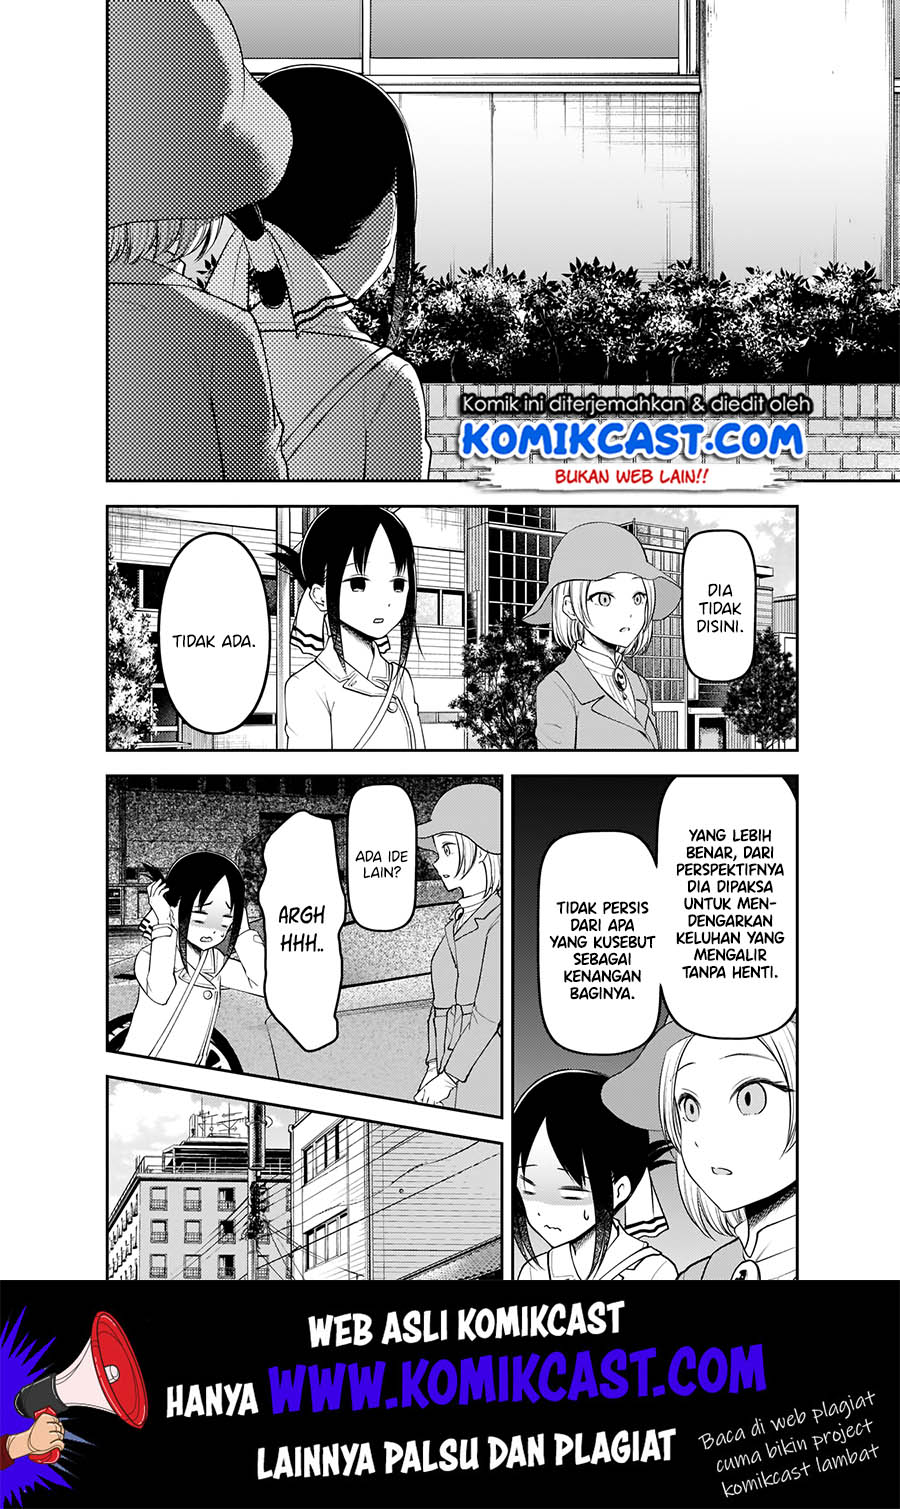 Komik ini diterjemahkan & diedit oleh
KOMIKCAST.COM
BUKAN WEB LAIN!!
DIA
TIDAK
DISINI.
TIDAK ADA.
YANG LEBIH
BENAR, DARI
PERSPEKTIFNYA
DIA DIPAKSA
UNTUK MEN-
DENGARKAN
KELUHAN YANG
MENGALIR
TANPA HENTI.
TIDAK PERSIS
DARI APA
YANG KUSEBUT
SEBAGAI
KENANGAN
BAGINYA.
ADA IDE
LAIN?
ARGH
HHH..
WEB ASLI KOMIKCAST
HANYA WWW.KOMIKCAST.COM
LAINNYA PALSU DAN PLAGIAT
Baca di web plagiat
cuma bikin project
komikcast lambat